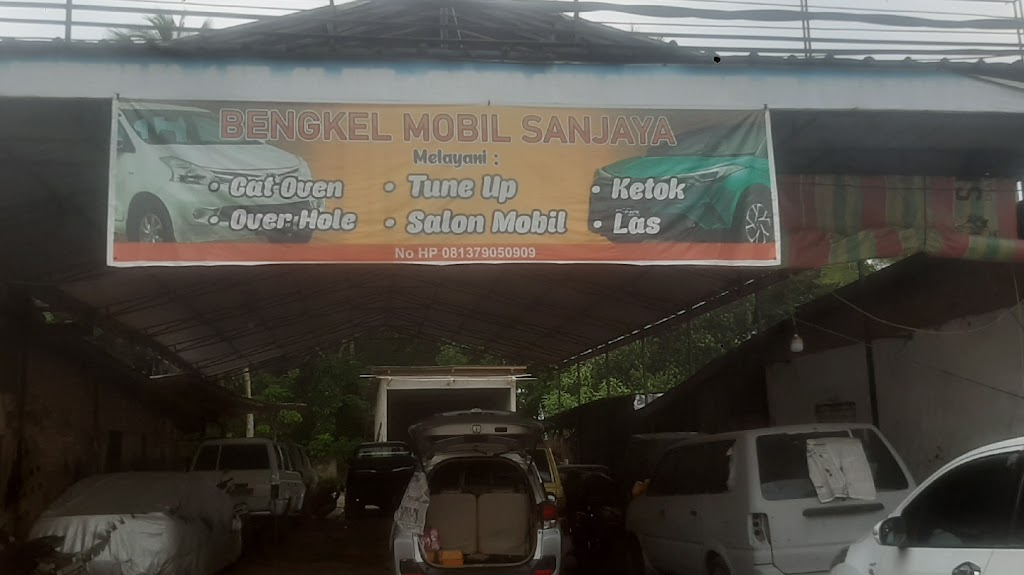 BENGKEL MOBIL SANJAYA
Melayani :
• Cat Oven • Tune Up • Ketok
• Over Hole • Salon Mobil • Las
No HP 081379050909